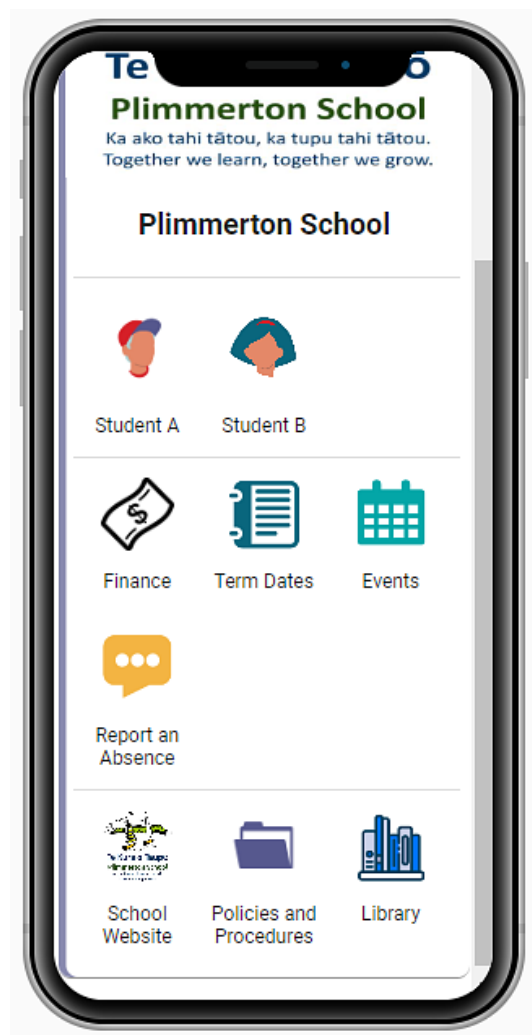 Te ō
Plimmerton School
Ka ako tahi tātou, ka tupu tahi tātou.
Together we learn, together we grow.
Plimmerton School
Student A Student B
Finance Term Dates Events
Report an
Absence
School Policies and Library
Website Procedures